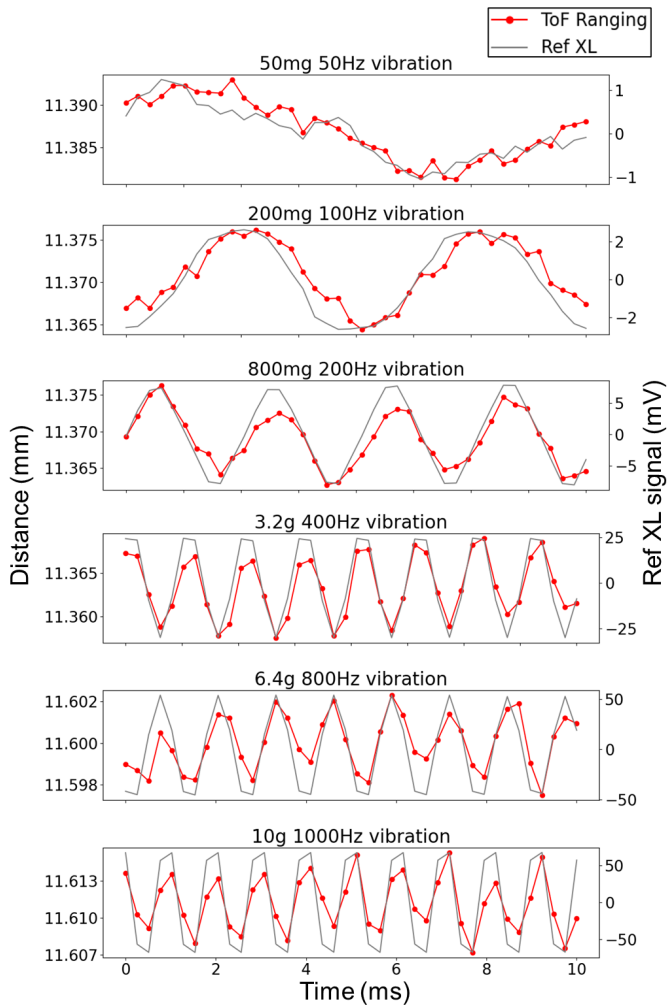 ToF Ranging
Ref XL
50mg 50Hz vibration
11.390
11.385
1
0
−1
200mg 100Hz vibration
11.375
11.370
11.365
2
0
−2
800mg 200Hz vibration
11.375
11.370
11.365
5
0
−5
3.2g 400Hz vibration
11.365
11.360
25
0
−25
6.4g 800Hz vibration
11.602
11.600
11.598
50
0
−50
10g 1000Hz vibration
11.613
11.610
11.607
50
0
−50
0 2 4 6 8 10
Time (ms)
Distance (mm)
Ref XL signal (mV)